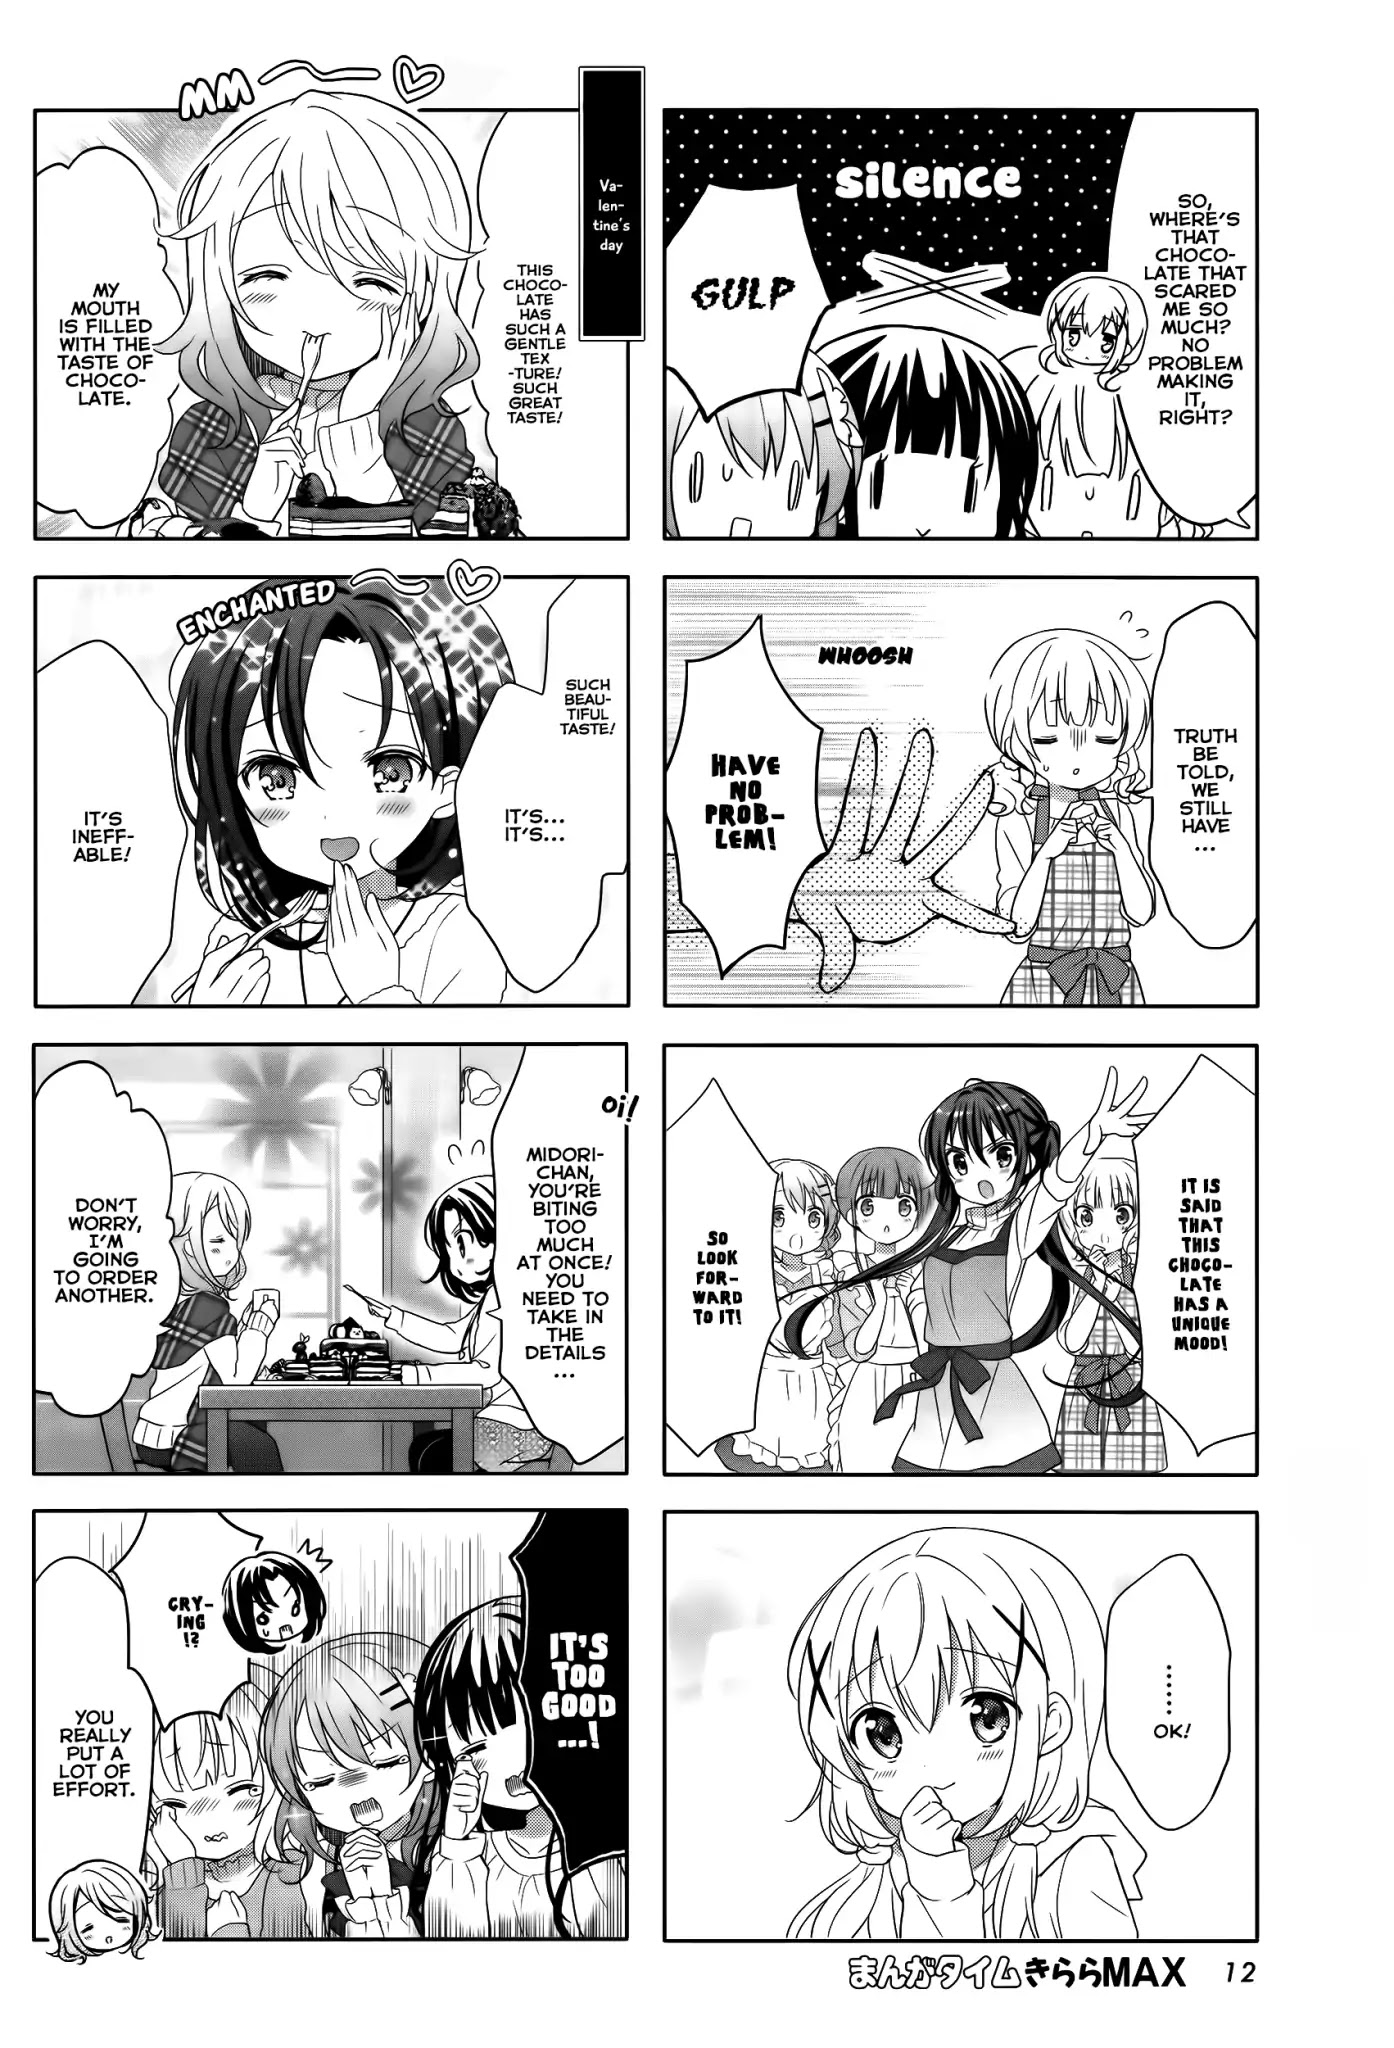 silence
SO,
WHERE'S
THAT
CHOCO-
LATE THAT
SCARED
ME SO
MUCH?
NO
PROBLEM
MAKING
IT,
RIGHT?
GULP
TRUTH
BE
TOLD,
WE
STILL
HAVE
...
WHOOSH
HAVE
NO
PROB-
LEM!
IT IS
SAID
THAT
THIS
CHOCO-
LATE
HAS A
UNIQUE
MOOD!
SO
LOOK
FOR-
WARD
TO IT!
.......
OK!
Va-
len-
tine's
day
MM
THIS
CHOCO-
LATE
HAS
SUCH A
GENTLE
TEX
-TURE!
SUCH
GREAT
TASTE!
MY
MOUTH
IS FILLED
WITH THE
TASTE OF
CHOCO-
LATE.
ENCHANTED
SUCH
BEAU-
TIFUL
TASTE!
IT'S...
IT'S...
IT'S
INEFF-
ABLE!
OI!
MIDORI-
CHAN,
YOU'RE
BITING
TOO
MUCH
AT ONCE!
YOU
NEED TO
TAKE IN
THE
DETAILS
...
DON'T
WORRY,
I'M
GOING
TO ORDER
ANOTHER.
IT'S
TOO
GOOD
....!
CRY-
ING
!?
YOU
REALLY
PUT A
LOT OF
EFFORT.
まんがタイムきららMAX 12